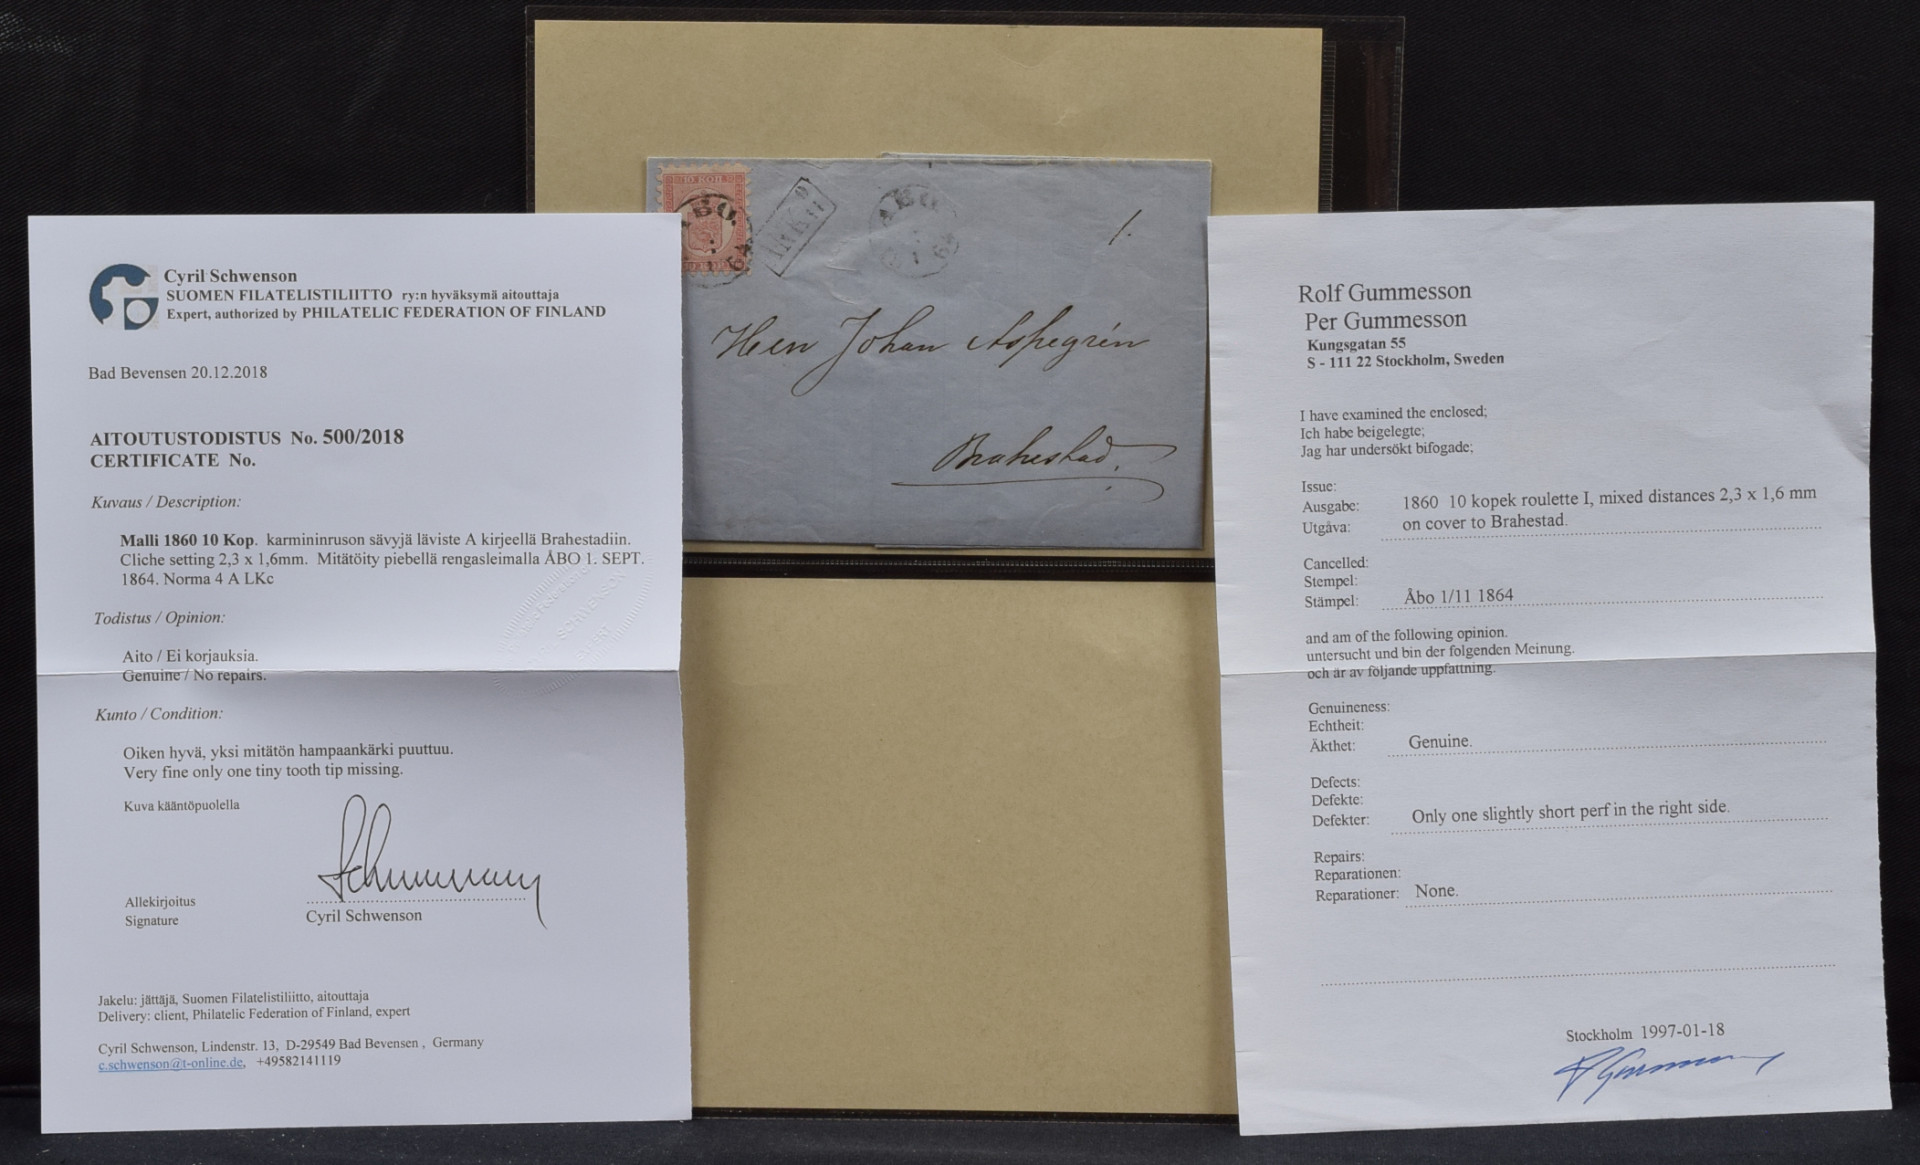 Cyril Schwenson
SUOMEN FILATELISTILIITTO ry:n hyväksymä aitouttaja
Expert, authorized by PHILATELIC FEDERATION OF FINLAND
Bad Bevensen 20.12.2018
AITOUTUSTODISTUS No. 500/2018
CERTIFICATE No.
Kuvaus / Description:
Malli 1860 10 Kop. karmininruson sävyjä läviste A kirjeellä Brahestadiin.
Cliche setting 2,3 x 1,6mm. Mitätöity piebellä rengasleimalla ÅBO 1. SEPT.
1864. Norma 4 A LKc
Todistus / Opinion:
Aito / Ei korjauksia.
Genuine / No repairs.
Kunto / Condition:
Oiken hyvä, yksi mitätön hampaankärki puuttuu.
Very fine only one tiny tooth tip missing.
Kuva kääntöpuolella
Allekirjoitus
Signature
Cyril Schwenson
Jakelu: jättäjä, Suomen Filatelistiliitto, aitouttaja
Delivery: client, Philatelic Federation of Finland, expert
Cyril Schwenson, Lindenstr. 13, D-29549 Bad Bevensen , Germany
c.schwenson@t-online.de, +49582141119
SCHWENSON
10 КОП.
ABO.
64
ABO
1
1.
Herr Johan Aspegrén
Brahestad.
Rolf Gummesson
Per Gummesson
Kungsgatan 55
S - 111 22 Stockholm, Sweden
I have examined the enclosed;
Ich habe beigelegte;
Jag har undersökt bifogade;
Issue:
Ausgabe: 1860 10 kopek roulette I, mixed distances 2,3 x 1,6 mm
Utgåva: on cover to Brahestad.
Cancelled:
Stempel:
Stämpel: Åbo 1/11 1864
and am of the following opinion.
untersucht und bin der folgenden Meinung.
och är av följande uppfattning.
Genuineness:
Echtheit:
Äkthet: Genuine.
Defects:
Defekte:
Defekter: Only one slightly short perf in the right side.
Repairs:
Reparationen:
Reparationer: None.
Stockholm 1997-01-18